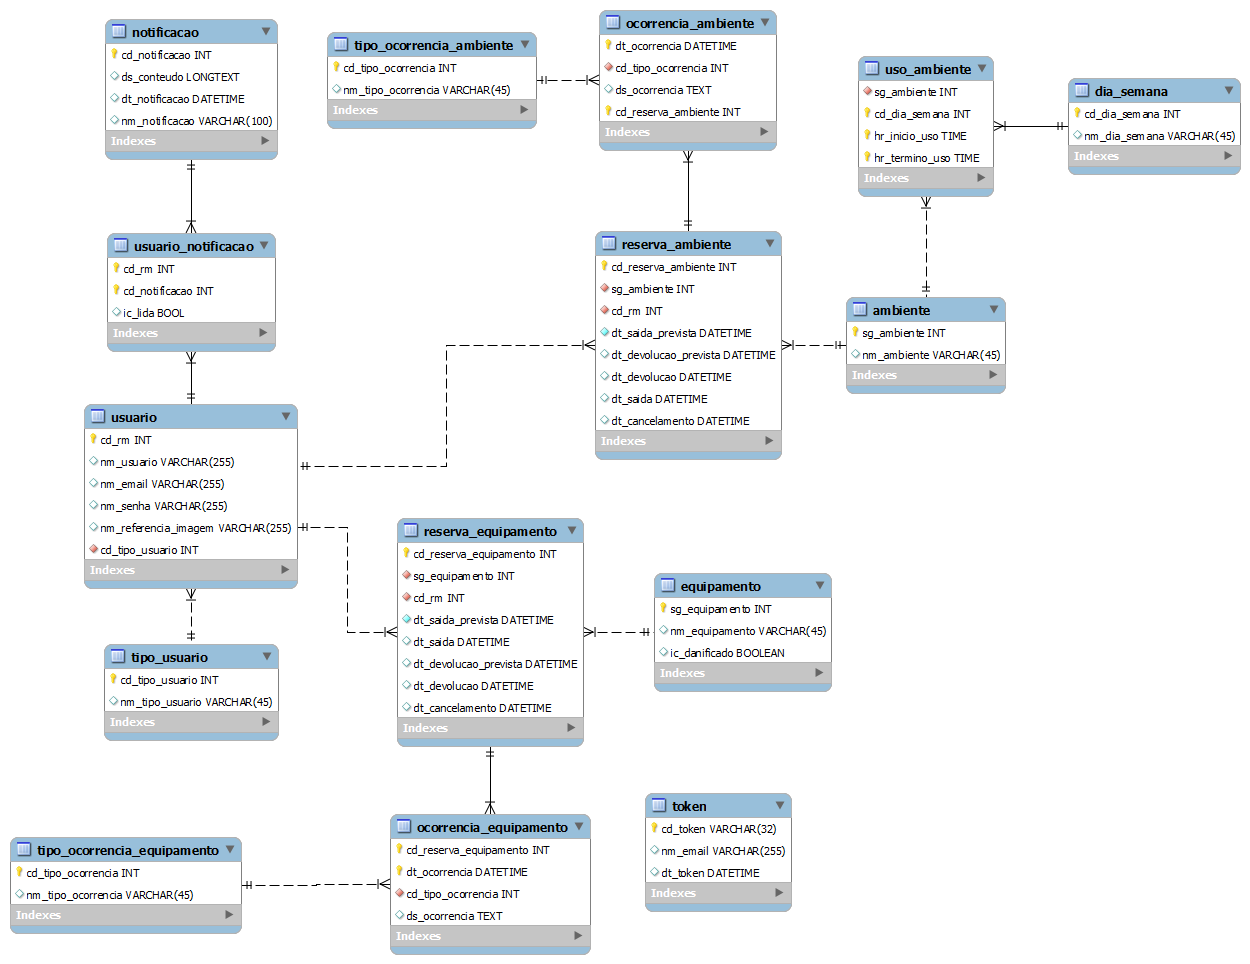 notificacao
cd_notificacao INT
ds_conteudo LONGTEXT
dt_notificacao DATETIME
nm_notificacao VARCHAR(100)
Indexes
tipo_ocorrencia_ambiente
cd_tipo_ocorrencia INT
nm_tipo_ocorrencia VARCHAR(45)
Indexes
ocorrencia_ambiente
dt_ocorrencia DATETIME
cd_tipo_ocorrencia INT
ds_ocorrencia TEXT
cd_reserva_ambiente INT
Indexes
uso_ambiente
sg_ambiente INT
cd_dia_semana INT
hr_inicio_uso TIME
hr_termino_uso TIME
Indexes
dia_semana
cd_dia_semana INT
nm_dia_semana VARCHAR(45)
Indexes
usuario_notificacao
cd_rm INT
cd_notificacao INT
ic_lida BOOL
Indexes
reserva_ambiente
cd_reserva_ambiente INT
sg_ambiente INT
cd_rm INT
dt_saida_prevista DATETIME
dt_devolucao_prevista DATETIME
dt_devolucao DATETIME
dt_saida DATETIME
dt_cancelamento DATETIME
Indexes
ambiente
sg_ambiente INT
nm_ambiente VARCHAR(45)
Indexes
usuario
cd_rm INT
nm_usuario VARCHAR(255)
nm_email VARCHAR(255)
nm_senha VARCHAR(255)
nm_referencia_imagem VARCHAR(255)
cd_tipo_usuario INT
Indexes
reserva_equipamento
cd_reserva_equipamento INT
sg_equipamento INT
cd_rm INT
dt_saida_prevista DATETIME
dt_saida DATETIME
dt_devolucao_prevista DATETIME
dt_devolucao DATETIME
dt_cancelamento DATETIME
Indexes
equipamento
sg_equipamento INT
nm_equipamento VARCHAR(45)
ic_danificado BOOLEAN
Indexes
tipo_usuario
cd_tipo_usuario INT
nm_tipo_usuario VARCHAR(45)
Indexes
token
cd_token VARCHAR(32)
nm_email VARCHAR(255)
dt_token DATETIME
Indexes
ocorrencia_equipamento
cd_reserva_equipamento INT
dt_ocorrencia DATETIME
cd_tipo_ocorrencia INT
ds_ocorrencia TEXT
Indexes
tipo_ocorrencia_equipamento
cd_tipo_ocorrencia INT
nm_tipo_ocorrencia VARCHAR(45)
Indexes